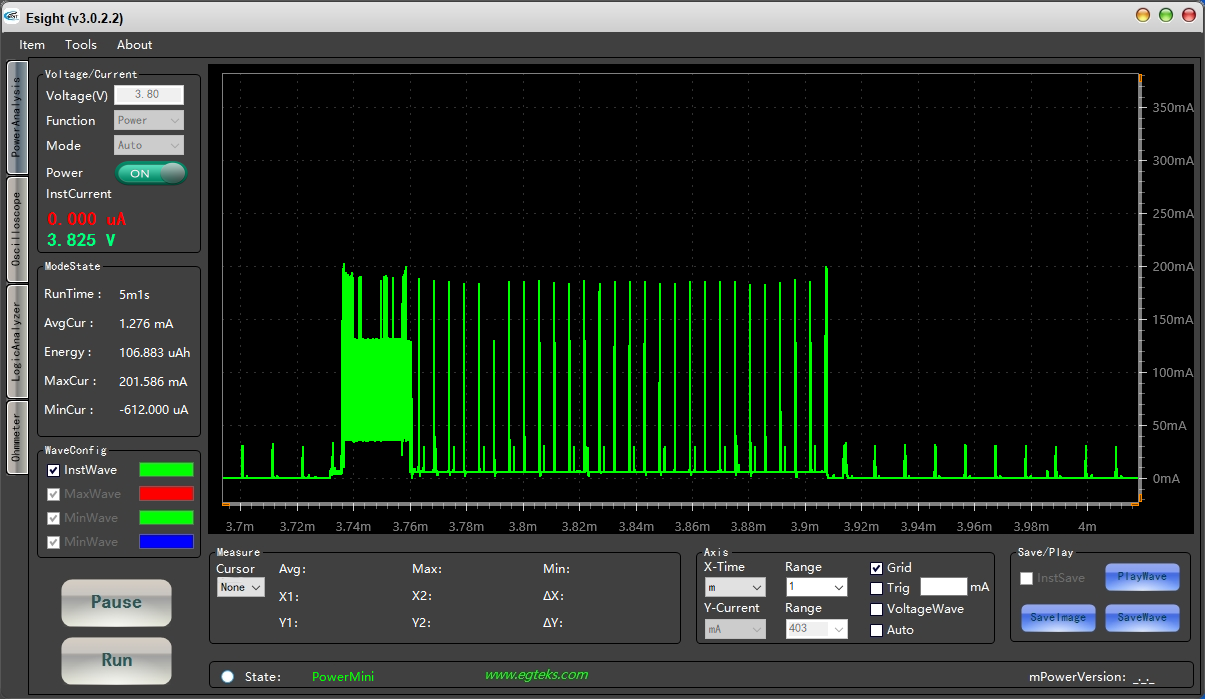 Esight (v3.0.2.2)
Item Tools About
PowerAnalysis
Oscilloscope
LogicAnalyzer
Ohmmeter
Voltage/Current
Voltage(V) 3.80
Function Power
Mode Auto
Power ON
InstCurrent
0.000 uA
3.825 V
ModeState
RunTime : 5m1s
AvgCur : 1.276 mA
Energy : 106.883 uAh
MaxCur : 201.586 mA
MinCur : -612.000 uA
WaveConfig
InstWave
MaxWave
MinWave
MinWave
Pause
Run
350mA
300mA
250mA
200mA
150mA
100mA
50mA
0mA
3.7m 3.72m 3.74m 3.76m 3.78m 3.8m 3.82m 3.84m 3.86m 3.88m 3.9m 3.92m 3.94m 3.96m 3.98m 4m
Measure
Cursor Avg: Max: Min:
None
X1: X2: ΔX:
Y1: Y2: ΔY:
Axis
X-Time Range Grid
m 1 Trig mA
Y-Current Range VoltageWave
mA 403 Auto
Save/Play
InstSave PlayWave
SaveImage SaveWave
State: PowerMini www.egteks.com mPowerVersion: _._._